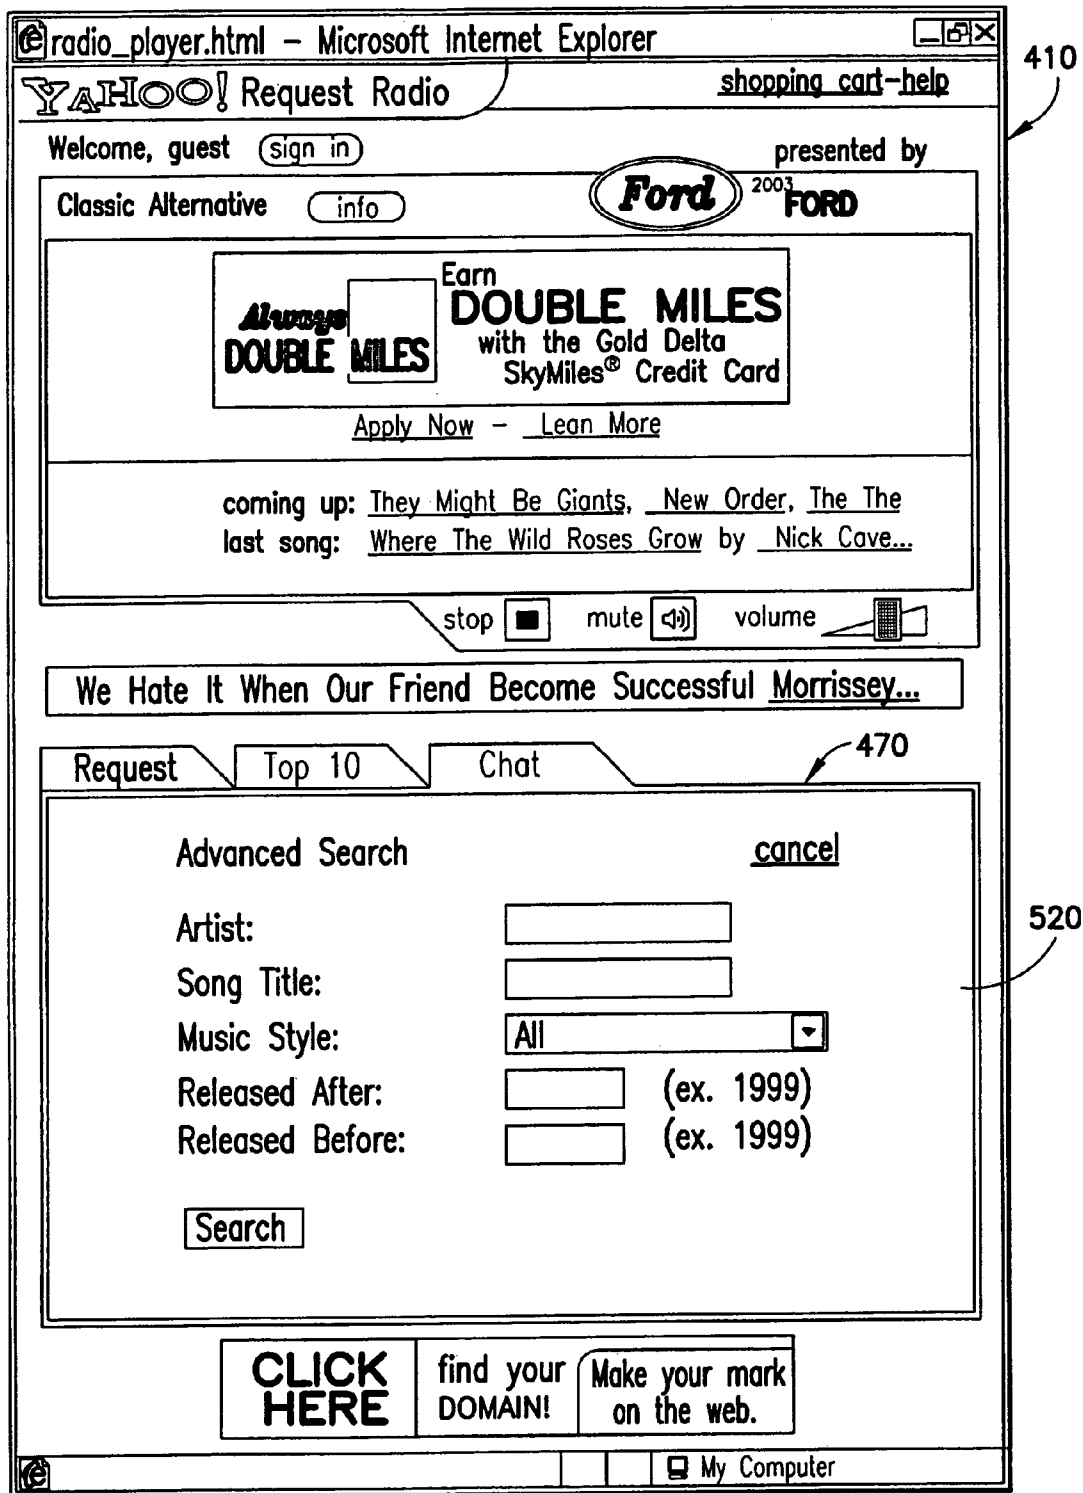 radio_player.html – Microsoft Internet Explorer
410
YAHOO! Request Radio
shopping cart-help
Welcome, guest sign in
presented by
Classic Alternative info
Ford 2003 FORD
Earn
Always
DOUBLE MILES
DOUBLE MILES
with the Gold Delta
SkyMiles® Credit Card
Apply Now – Lean More
coming up: They Might Be Giants, New Order, The The
last song: Where The Wild Roses Grow by Nick Cave...
stop mute volume
We Hate It When Our Friend Become Successful Morrissey...
470
Request Top 10 Chat
Advanced Search cancel
Artist:
520
Song Title:
Music Style: All
Released After: (ex. 1999)
Released Before: (ex. 1999)
Search
CLICK HERE
find your DOMAIN!
Make your mark on the web.
My Computer